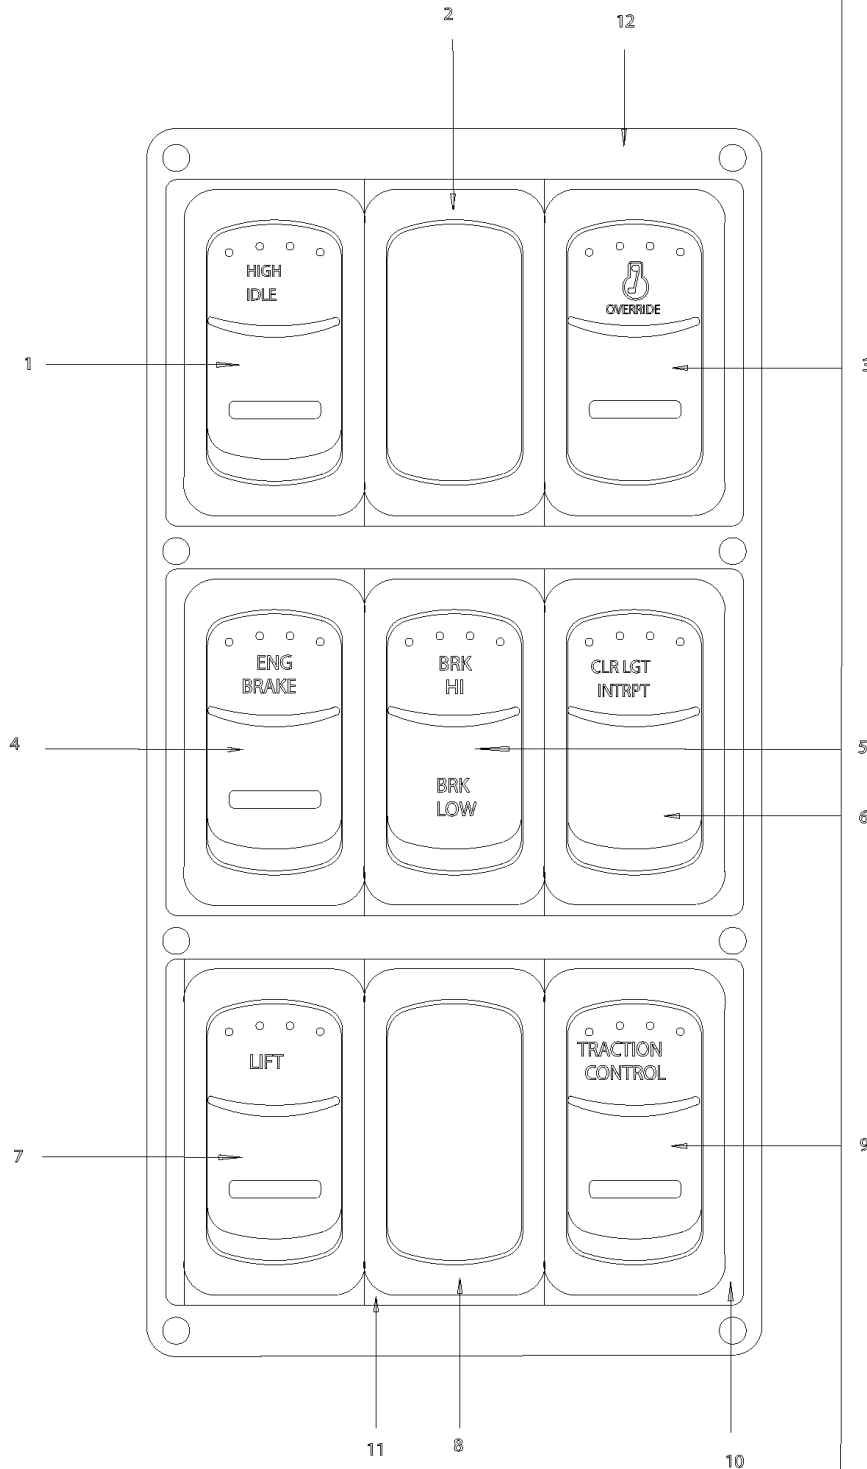 2
12
HIGH
IDLE
OVERRIDE
1
3
ENG
BRAKE
BRK
HI
CLR LGT
INTRPT
4
5
BRK
LOW
6
LIFT
TRACTION
CONTROL
7
9
11
8
10